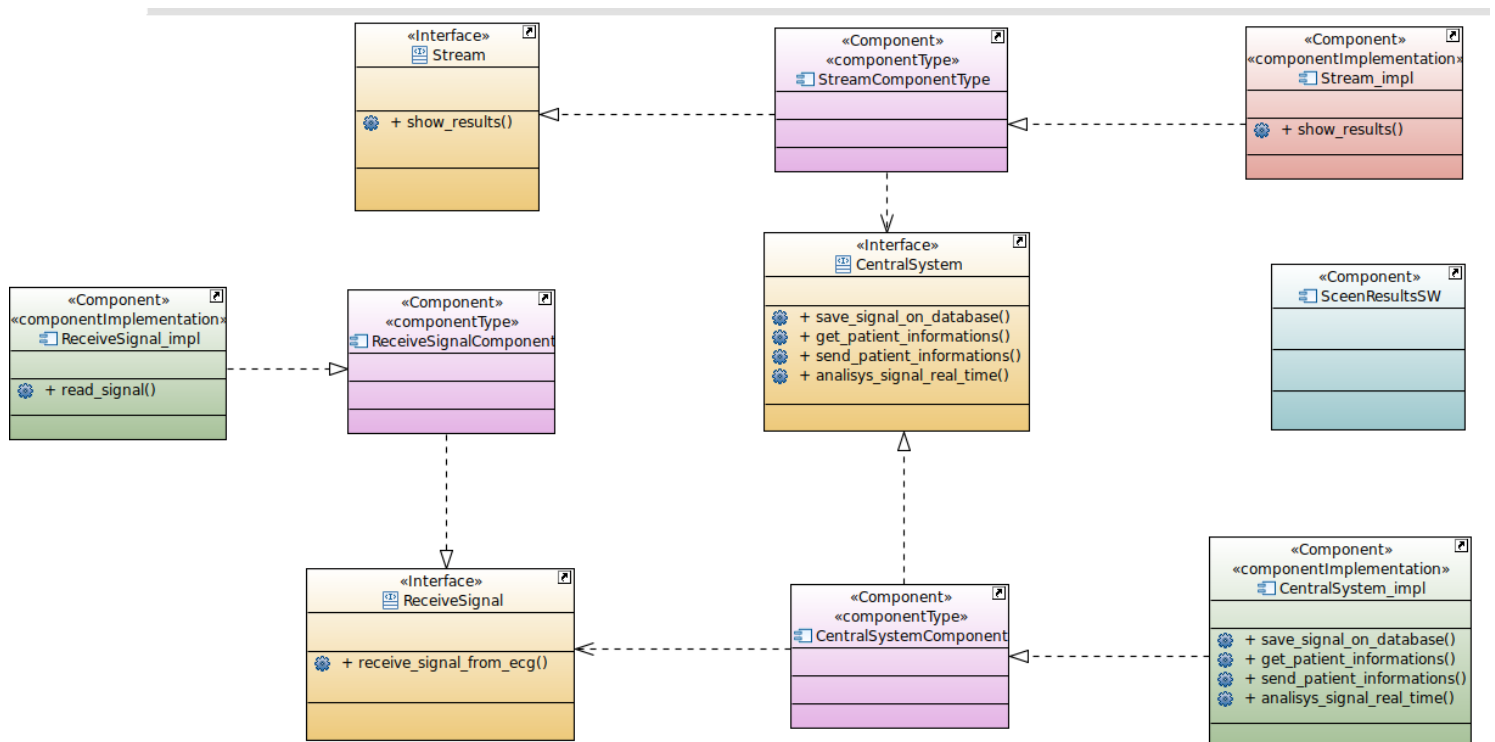 «Interface»
Stream
+ show_results()
«Component»
«componentType»
StreamComponentType
«Component»
«componentImplementation»
Stream_impl
+ show_results()
«Interface»
CentralSystem
+ save_signal_on_database()
+ get_patient_informations()
+ send_patient_informations()
+ analisys_signal_real_time()
«Component»
SceenResultsSW
«Component»
«componentImplementation»
ReceiveSignal_impl
+ read_signal()
«Component»
«componentType»
ReceiveSignalComponent
«Interface»
ReceiveSignal
+ receive_signal_from_ecg()
«Component»
«componentType»
CentralSystemComponent
«Component»
«componentImplementation»
CentralSystem_impl
+ save_signal_on_database()
+ get_patient_informations()
+ send_patient_informations()
+ analisys_signal_real_time()